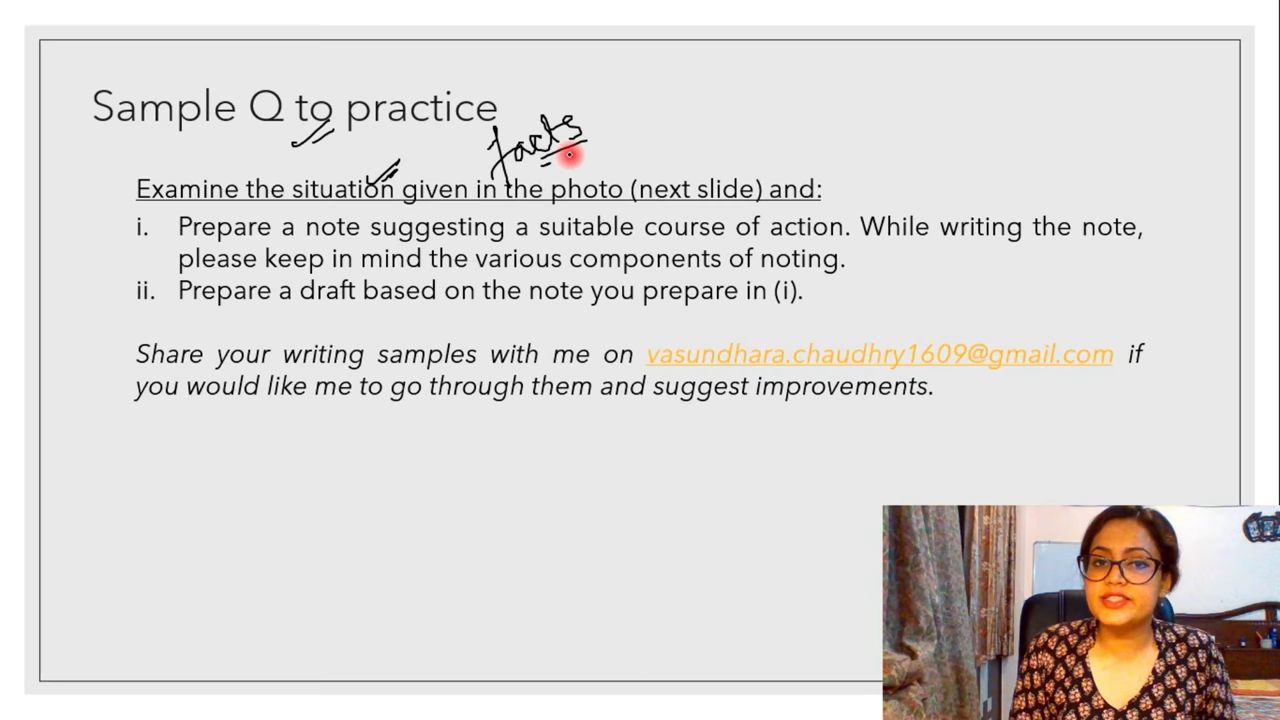 Sample Q to practice
facts
Examine the situation given in the photo (next slide) and:
i. Prepare a note suggesting a suitable course of action. While writing the note,
please keep in mind the various components of noting.
ii. Prepare a draft based on the note you prepare in (i).
Share your writing samples with me on vasundhara.chaudhry1609@gmail.com if
you would like me to go through them and suggest improvements.